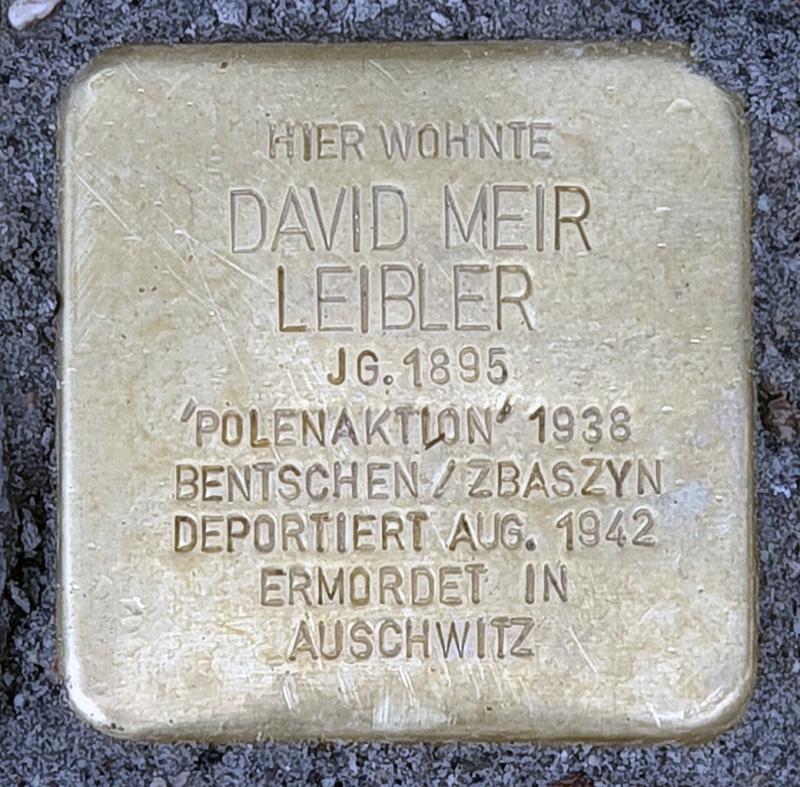 HIER WOHNTE
DAVID MEIR
LEIBLER
JG. 1895
'POLENAKTION' 1938
BENTSCHEN / ZBASZYN
DEPORTIERT AUG. 1942
ERMORDET IN
AUSCHWITZ